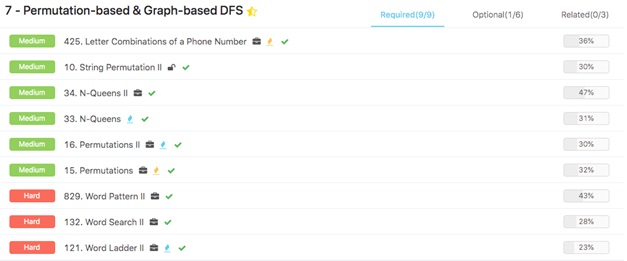 7 - Permutation-based & Graph-based DFS
Required(9/9) Optional(1/6) Related(0/3)
Medium 425. Letter Combinations of a Phone Number 36%
Medium 10. String Permutation II 30%
Medium 34. N-Queens II 47%
Medium 33. N-Queens 31%
Medium 16. Permutations II 30%
Medium 15. Permutations 32%
Hard 829. Word Pattern II 43%
Hard 132. Word Search II 28%
Hard 121. Word Ladder II 23%